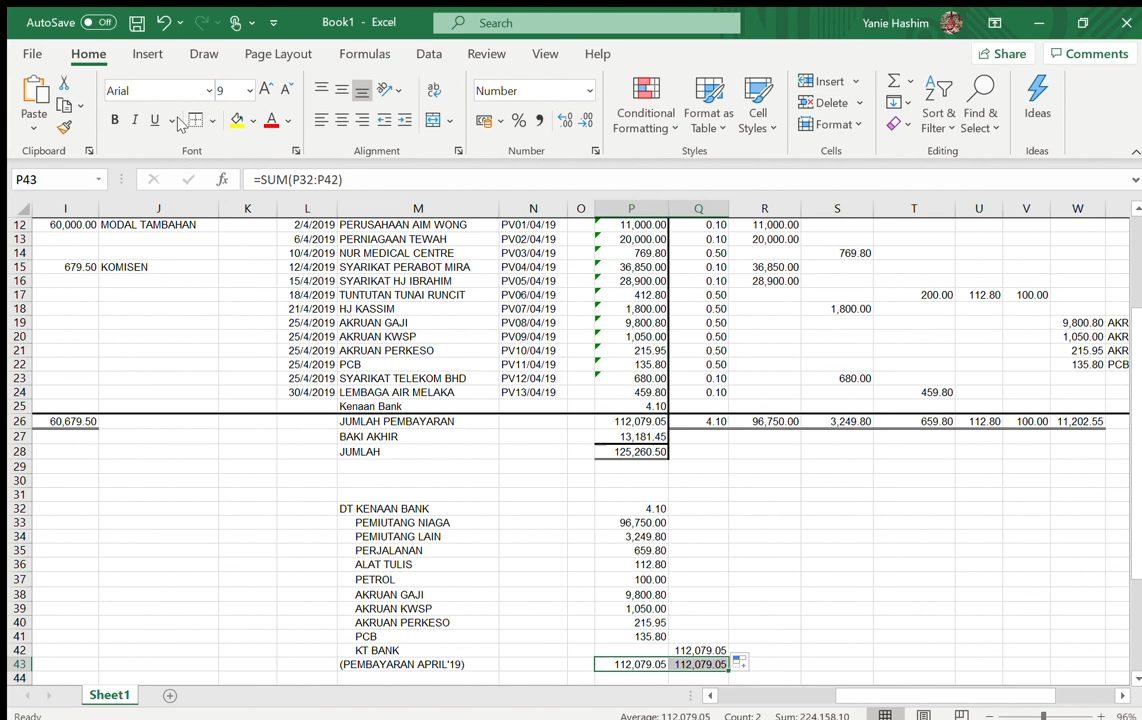 AutoSave Off Book1 - Excel Search Yanie Hashim
File Home Insert Draw Page Layout Formulas Data Review View Help Share Comments
Paste Arial 9 Number Conditional Formatting Format as Table Cell Styles Insert Delete Format Sort & Filter Find & Select Ideas
Clipboard Font Alignment Number Styles Cells Editing Ideas
P43 fx =SUM(P32:P42)
I J K L M N O P Q R S T U V W
12 60,000.00 MODAL TAMBAHAN 2/4/2019 PERUSAHAAN AIM WONG PV01/04/19 11,000.00 0.10 11,000.00
13 6/4/2019 PERNIAGAAN TEWAH PV02/04/19 20,000.00 0.10 20,000.00
14 10/4/2019 NUR MEDICAL CENTRE PV03/04/19 769.80 0.50 769.80
15 679.50 KOMISEN 12/4/2019 SYARIKAT PERABOT MIRA PV04/04/19 36,850.00 0.10 36,850.00
16 15/4/2019 SYARIKAT HJ IBRAHIM PV05/04/19 28,900.00 0.10 28,900.00
17 18/4/2019 TUNTUTAN TUNAI RUNCIT PV06/04/19 412.80 0.50 200.00 112.80 100.00
18 21/4/2019 HJ KASSIM PV07/04/19 1,800.00 0.50 1,800.00
19 25/4/2019 AKRUAN GAJI PV08/04/19 9,800.80 0.50 9,800.80 AKR
20 25/4/2019 AKRUAN KWSP PV09/04/19 1,050.00 0.50 1,050.00 AKR
21 25/4/2019 AKRUAN PERKESO PV10/04/19 215.95 0.50 215.95 AKR
22 25/4/2019 PCB PV11/04/19 135.80 0.50 135.80 PCB
23 25/4/2019 SYARIKAT TELEKOM BHD PV12/04/19 680.00 0.10 680.00
24 30/4/2019 LEMBAGA AIR MELAKA PV13/04/19 459.80 0.10 459.80
25 Kenaan Bank 4.10
26 60,679.50 JUMLAH PEMBAYARAN 112,079.05 4.10 96,750.00 3,249.80 659.80 112.80 100.00 11,202.55
27 BAKI AKHIR 13,181.45
28 JUMLAH 125,260.50
29
30
31
32 DT KENAAN BANK 4.10
33 PEMIUTANG NIAGA 96,750.00
34 PEMIUTANG LAIN 3,249.80
35 PERJALANAN 659.80
36 ALAT TULIS 112.80
37 PETROL 100.00
38 AKRUAN GAJI 9,800.80
39 AKRUAN KWSP 1,050.00
40 AKRUAN PERKESO 215.95
41 PCB 135.80
42 KT BANK 112,079.05
43 (PEMBAYARAN APRIL'19) 112,079.05 112,079.05
44
Sheet1
Ready Average: 112,079.05 Count: 2 Sum: 224,158.10 96%